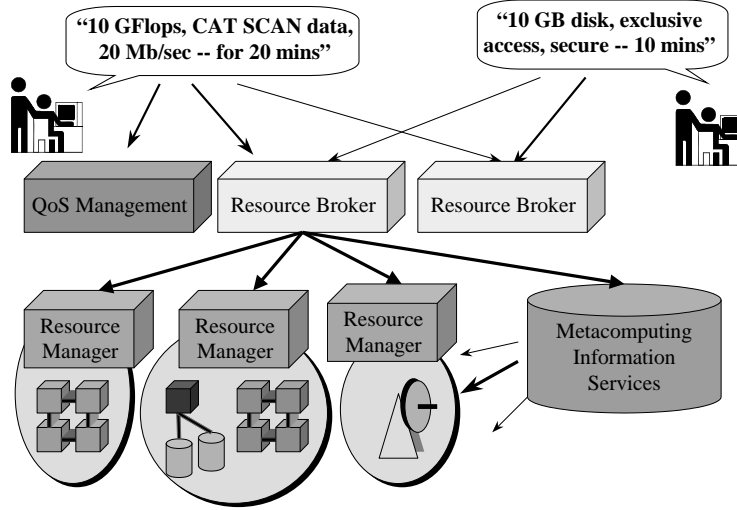 “10 GFlops, CAT SCAN data,
20 Mb/sec -- for 20 mins”
“10 GB disk, exclusive
access, secure -- 10 mins”
QoS Management
Resource Broker
Resource Broker
Resource
Manager
Resource
Manager
Resource
Manager
Metacomputing
Information
Services